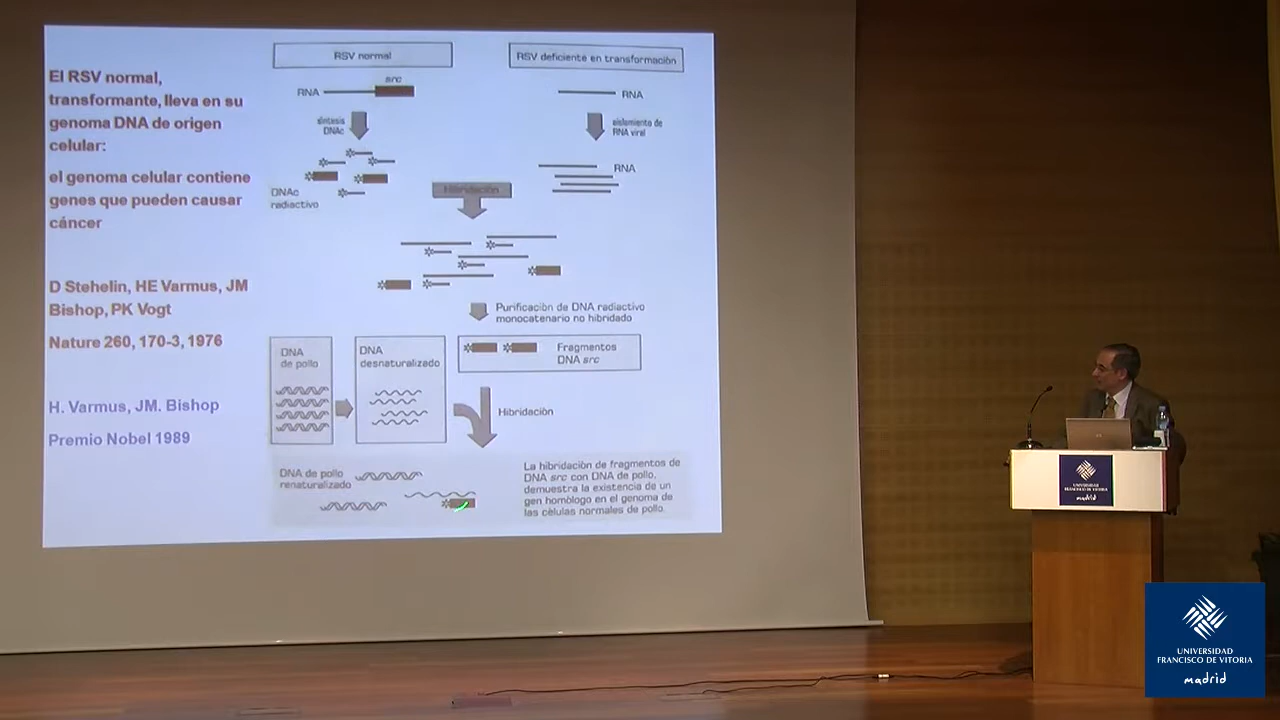 El RSV normal,
transformante, lleva en su
genoma DNA de origen
celular:
el genoma celular contiene
genes que pueden causar
cáncer
D Stehelin, HE Varmus, JM
Bishop, PK Vogt
Nature 260, 170-3, 1976
H. Varmus, JM. Bishop
Premio Nobel 1989
RSV normal
RSV deficiente en transformación
src
RNA
RNA
síntesis
DNAc
aislamiento de
RNA viral
RNA
DNAc
radiactivo
Hibridación
Purificación de DNA radiactivo
monocatenario no hibridado
DNA
de pollo
DNA
desnaturalizado
Fragmentos
DNA src
Hibridación
DNA de pollo
renaturalizado
La hibridación de fragmentos de
DNA src con DNA de pollo,
demuestra la existencia de un
gen homólogo en el genoma de
las células normales de pollo.
UNIVERSIDAD
FRANCISCO DE VITORIA
madrid
UNIVERSIDAD
FRANCISCO DE VITORIA
madrid